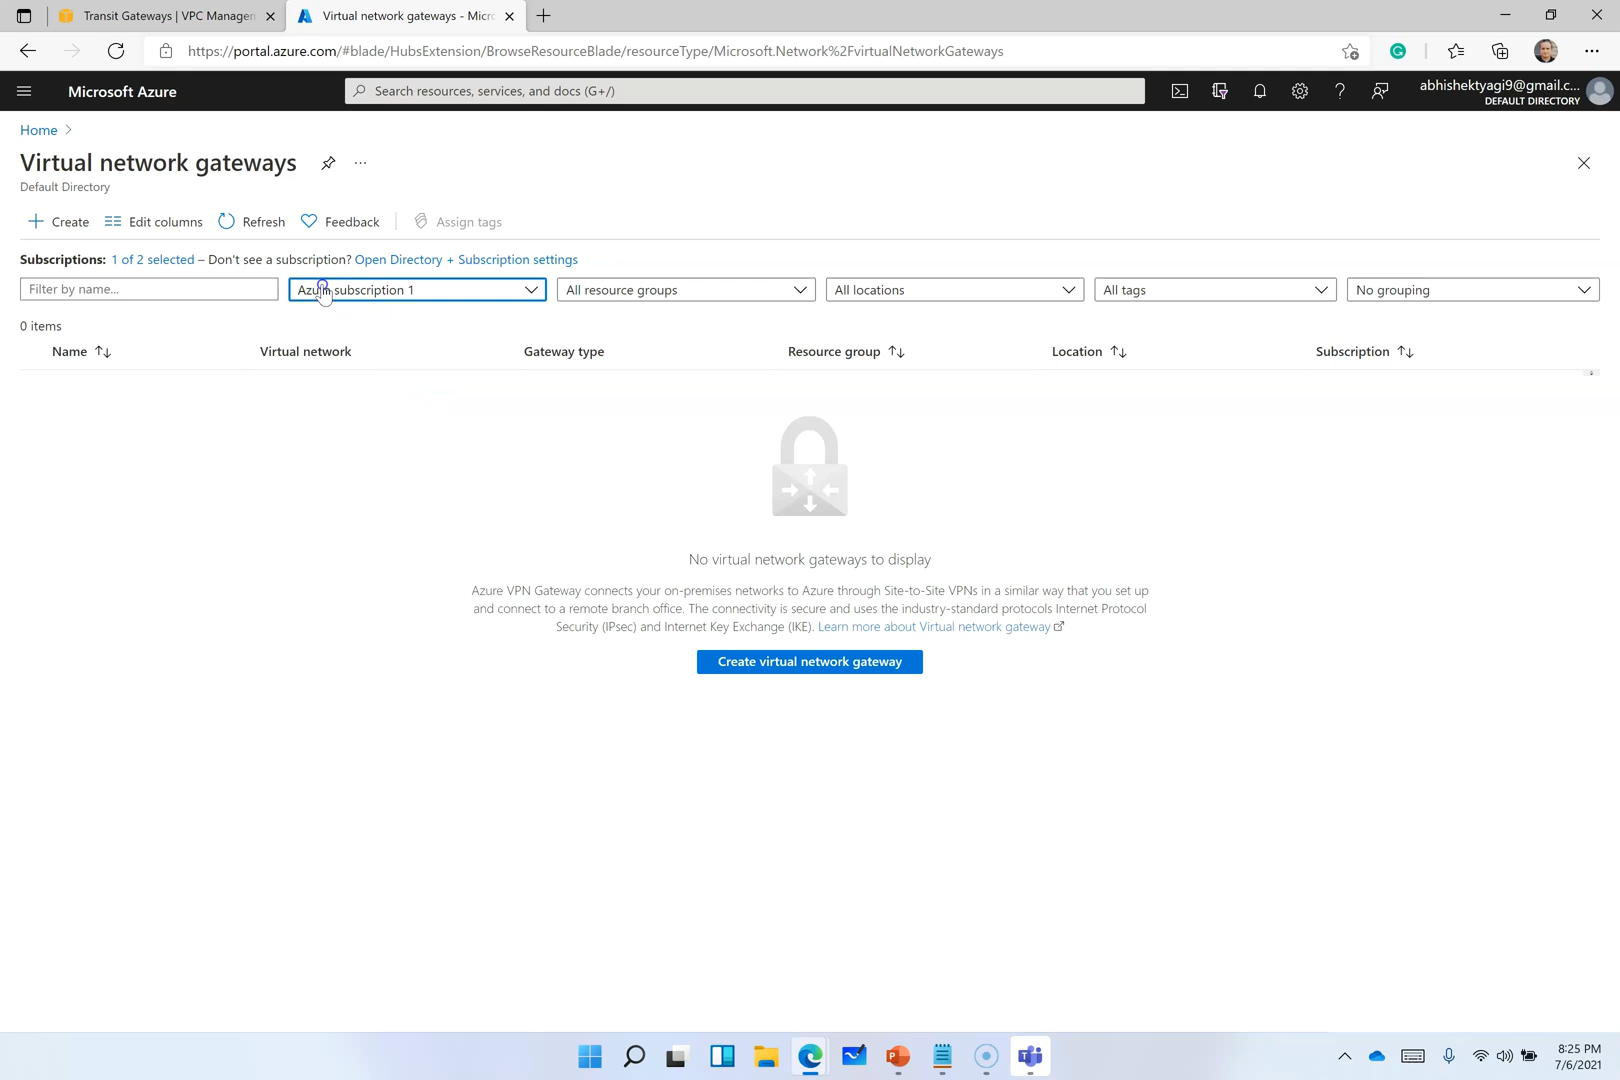 Transit Gateways | VPC Managem
Virtual network gateways - Micro
https://portal.azure.com/#blade/HubsExtension/BrowseResourceBlade/resourceType/Microsoft.Network%2FvirtualNetworkGateways
Microsoft Azure
Search resources, services, and docs (G+/)
abhishektyagi9@gmail.c...
DEFAULT DIRECTORY
Home
Virtual network gateways
Default Directory
Create
Edit columns
Refresh
Feedback
Assign tags
Subscriptions: 1 of 2 selected – Don't see a subscription? Open Directory + Subscription settings
Filter by name...
Azure subscription 1
All resource groups
All locations
All tags
No grouping
0 items
Name
Virtual network
Gateway type
Resource group
Location
Subscription
No virtual network gateways to display
Azure VPN Gateway connects your on-premises networks to Azure through Site-to-Site VPNs in a similar way that you set up
and connect to a remote branch office. The connectivity is secure and uses the industry-standard protocols Internet Protocol
Security (IPsec) and Internet Key Exchange (IKE). Learn more about Virtual network gateway
Create virtual network gateway
8:25 PM
7/6/2021